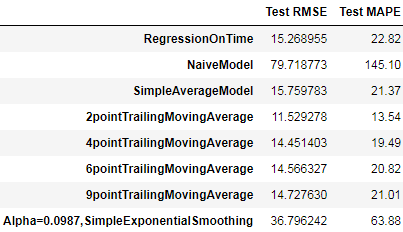 Test RMSE Test MAPE
RegressionOnTime 15.268955 22.82
NaiveModel 79.718773 145.10
SimpleAverageModel 15.759783 21.37
2pointTrailingMovingAverage 11.529278 13.54
4pointTrailingMovingAverage 14.451403 19.49
6pointTrailingMovingAverage 14.566327 20.82
9pointTrailingMovingAverage 14.727630 21.01
Alpha=0.0987,SimpleExponentialSmoothing 36.796242 63.88